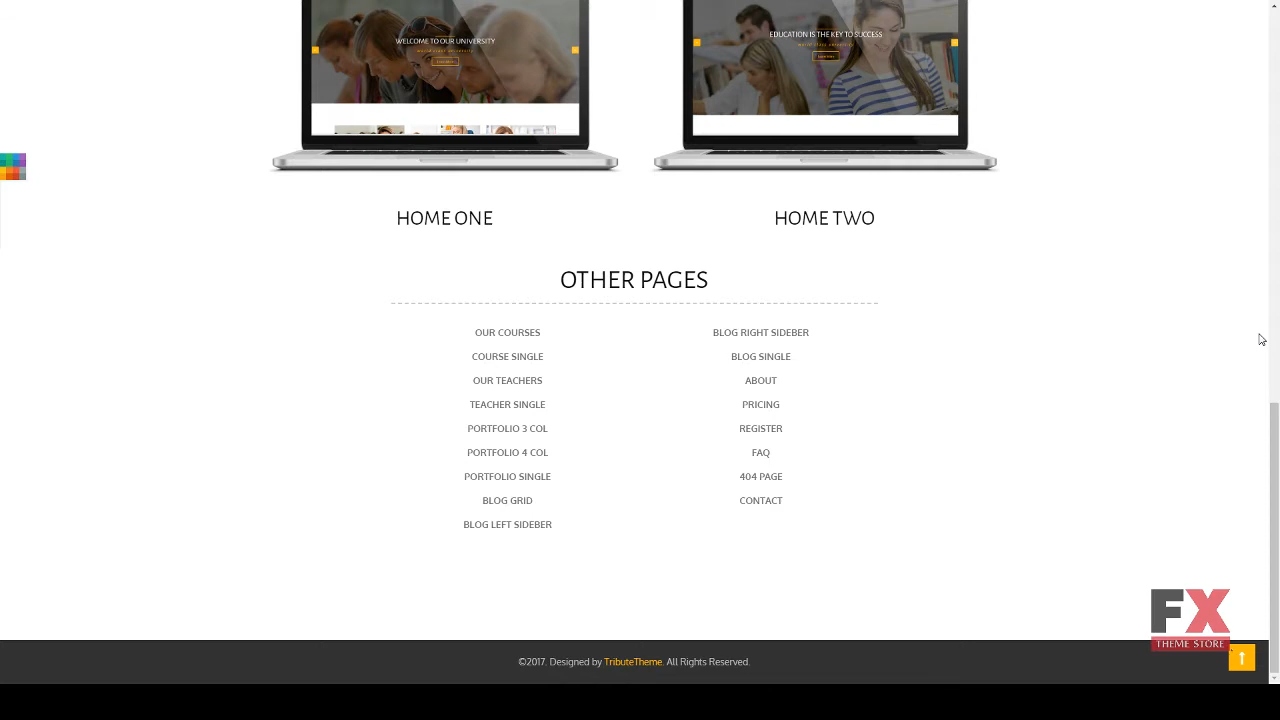 WELCOME TO OUR UNIVERSITY
EDUCATION IS THE KEY TO SUCCESS
HOME ONE
HOME TWO
OTHER PAGES
OUR COURSES
COURSE SINGLE
OUR TEACHERS
TEACHER SINGLE
PORTFOLIO 3 COL
PORTFOLIO 4 COL
PORTFOLIO SINGLE
BLOG GRID
BLOG LEFT SIDEBER
BLOG RIGHT SIDEBER
BLOG SINGLE
ABOUT
PRICING
REGISTER
FAQ
404 PAGE
CONTACT
FX
THEME STORE
©2017. Designed by TributeTheme. All Rights Reserved.